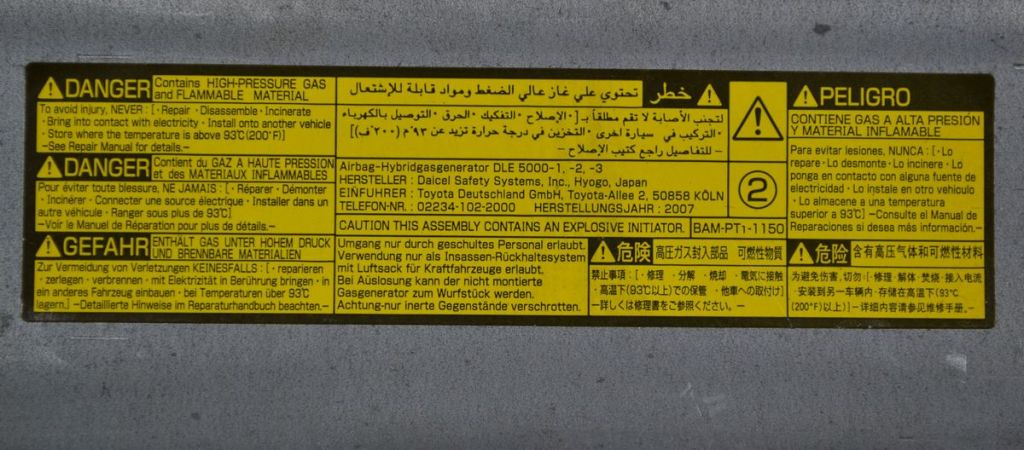 DANGER Contains HIGH-PRESSURE GAS
and FLAMMABLE MATERIAL
To avoid injury, NEVER : [ · Repair · Disassemble · Incinerate
· Bring into contact with electricity · Install onto another vehicle
· Store where the temperature is above 93℃(200°F)]
—See Repair Manual for details.—
DANGER Contient du GAZ A HAUTE PRESSION
et des MATERIAUX INFLAMMABLES
Pour éviter toute blessure, NE JAMAIS : [ · Réparer · Démonter
· Incinérer · Connecter une source électrique · Installer dans un
autre véhicule · Ranger sous plus de 93℃]
—Voir le Manuel de Réparation pour plus de détails.—
GEFAHR ENTHÄLT GAS UNTER HOHEM DRUCK
UND BRENNBARE MATERIALIEN
Zur Vermeidung von Verletzungen KEINESFALLS : [ · reparieren
· zerlegen · verbrennen · mit Elektrizität in Berührung bringen · in
ein anderes Fahrzeug einbauen · bei Temperaturen über 93℃
lagern.] —Detaillierte Hinweise im Reparaturhandbuch beachten.—
خطر تحتوي علي غاز عالي الضغط ومواد قابلة للإشتعال
لتجنب الأصابة لا تقم مطلقاً بـ [٠الإصلاح ٠التفكيك ٠الحرق ٠التوصيل بالكهرباء
٠التركيب في سيارة اخرى ٠التخزين في درجة حرارة تزيد عن ٩٣°م (٢٠٠°ف)]
— للتفاصيل راجع كتيب الإصلاح —
Airbag-Hybridgasgenerator DLE 5000-1, -2, -3
HERSTELLER : Daicel Safety Systems, Inc., Hyogo, Japan
EINFUHRER : Toyota Deutschland GmbH, Toyota-Allee 2, 50858 KÖLN
TELEFON-NR. : 02234-102-2000 HERSTELLUNGSJAHR : 2007
2
CAUTION THIS ASSEMBLY CONTAINS AN EXPLOSIVE INITIATOR.
BAM-PT1-1150
Umgang nur durch geschultes Personal erlaubt.
Verwendung nur als Insassen-Rückhaltesystem
mit Luftsack für Kraftfahrzeuge erlaubt.
Bei Auslösung kann der nicht montierte
Gasgenerator zum Wurfstück werden.
Achtung-nur inerte Gegenstände verschrotten.
危険 高圧ガス封入部品 可燃性物質
禁止事項 : [ · 修理 · 分解 · 焼却 · 電気に接触
· 高温下(93℃以上)での保管 · 他車への取付け]
—詳しくは修理書をご参照ください。—
PELIGRO
CONTIENE GAS A ALTA PRESIÓN
Y MATERIAL INFLAMABLE
Para evitar lesiones, NUNCA : [ · Lo
repare · Lo desmonte · Lo incinere · Lo
ponga en contacto con alguna fuente de
electricidad · Lo instale en otro vehículo
· Lo almacene a una temperatura
superior a 93℃] —Consulte el Manual de
Reparaciones si desea más información.—
危险 含有高压气体和可燃性材料
为避免伤害, 切勿 : [ · 修理 · 解体 · 焚烧 · 接入电流
· 安装到另一车辆内 · 存储在高温下(93℃
(200°F)以上)] —详细内容请参见维修手册。—